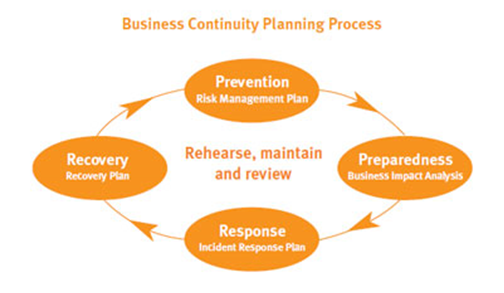 Business Continuity Planning Process
Prevention
Risk Management Plan
Recovery
Recovery Plan
Rehearse, maintain
and review
Preparedness
Business Impact Analysis
Response
Incident Response Plan